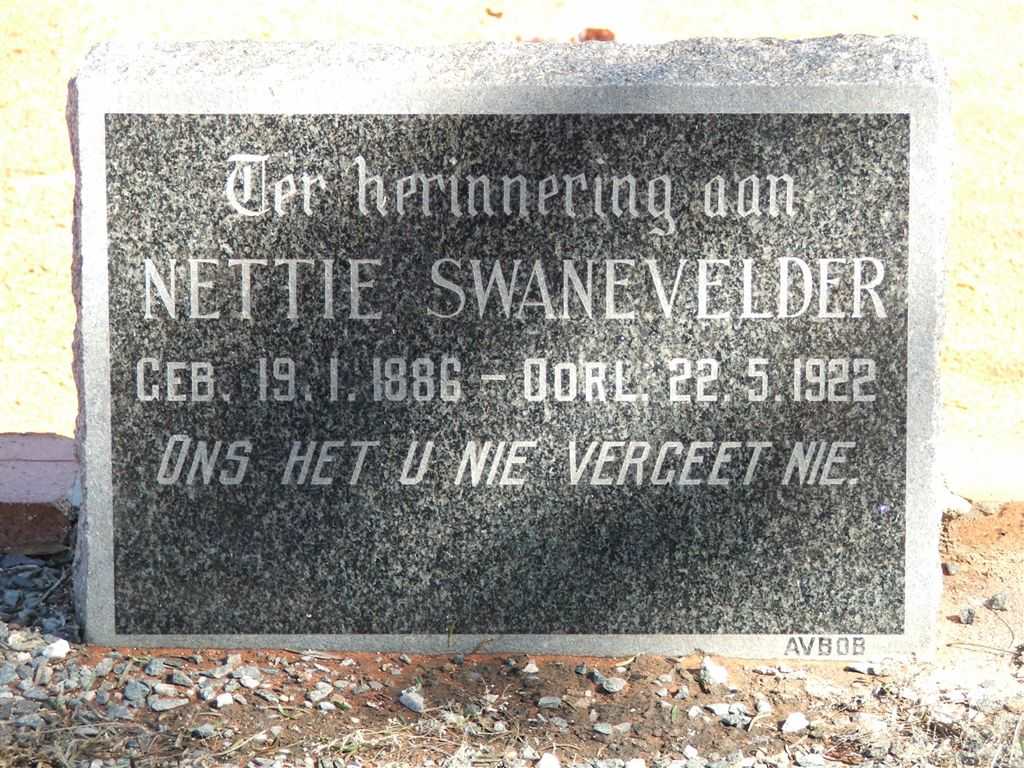 Ter herinnering aan
NETTIE SWANEVELDER
GEB. 19.1.1886 - OORL. 22.5.1922
ONS HET U NIE VERGEET NIE.
AVBOB